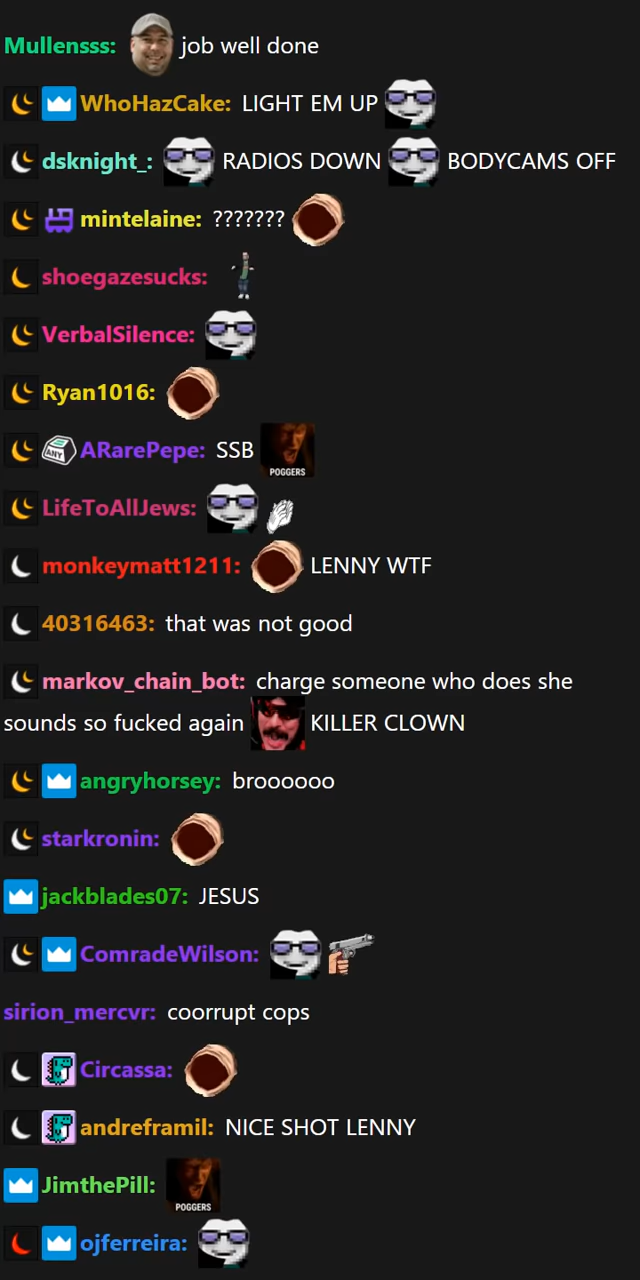 Mullensss: job well done
WhoHazCake: LIGHT EM UP
dsknight_: RADIOS DOWN BODYCAMS OFF
mintelaine: ???????
shoegazesucks:
VerbalSilence:
Ryan1016:
ANY ARarePepe: SSB POGGERS
LifeToAllJews:
monkeymatt1211: LENNY WTF
40316463: that was not good
markov_chain_bot: charge someone who does she
sounds so fucked again KILLER CLOWN
angryhorsey: broooooo
starkronin:
jackblades07: JESUS
ComradeWilson:
sirion_mercvr: coorrupt cops
Circassa:
andreframil: NICE SHOT LENNY
JimthePill: POGGERS
ojferreira: